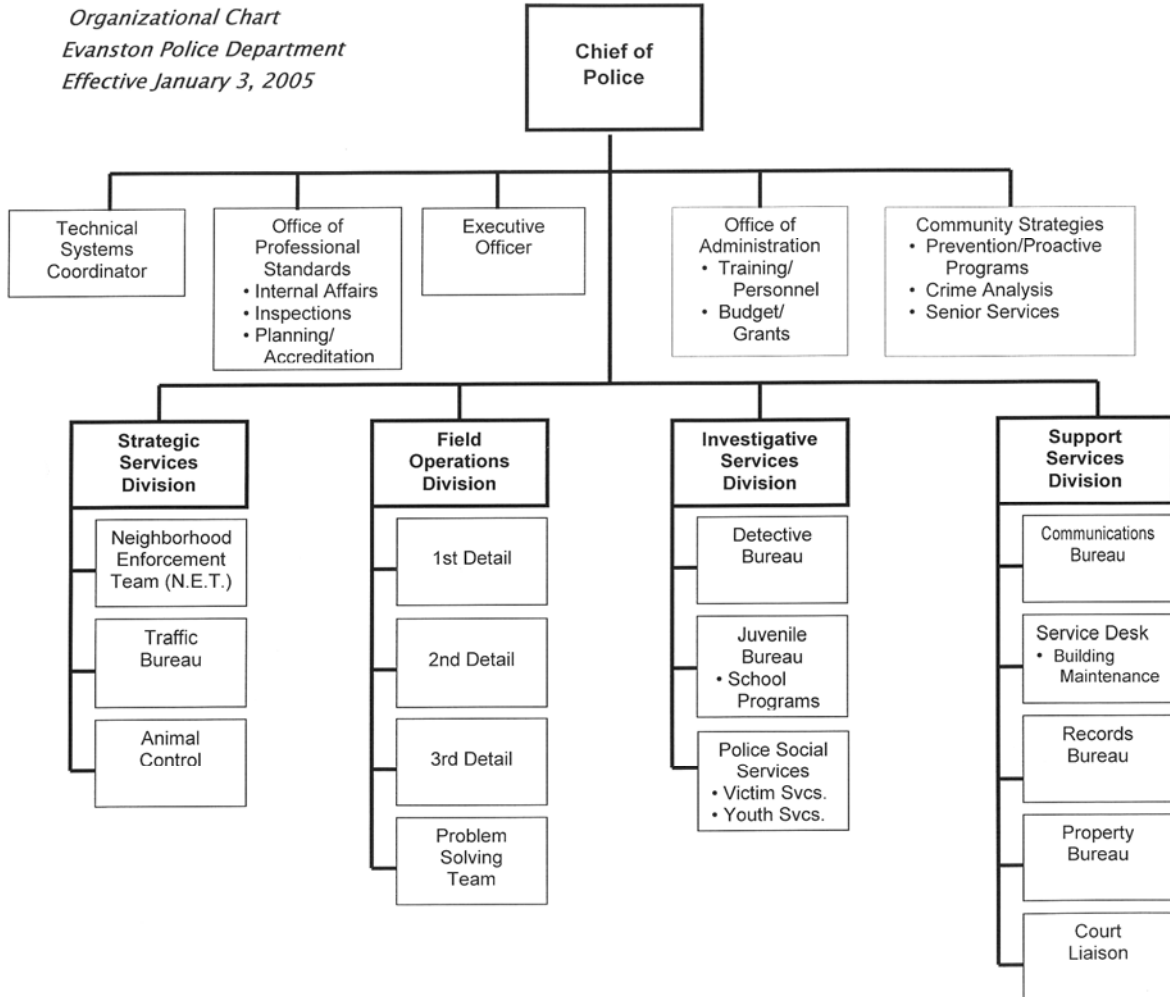 Organizational Chart
Evanston Police Department
Effective January 3, 2005
Chief of
Police
Technical
Systems
Coordinator
Office of
Professional
Standards
• Internal Affairs
• Inspections
• Planning/
Accreditation
Executive
Officer
Office of
Administration
• Training/
Personnel
• Budget/
Grants
Community Strategies
• Prevention/Proactive
Programs
• Crime Analysis
• Senior Services
Strategic
Services
Division
Neighborhood
Enforcement
Team (N.E.T.)
Traffic
Bureau
Animal
Control
Field
Operations
Division
1st Detail
2nd Detail
3rd Detail
Problem
Solving
Team
Investigative
Services
Division
Detective
Bureau
Juvenile
Bureau
• School
Programs
Police Social
Services
• Victim Svcs.
• Youth Svcs.
Support
Services
Division
Communications
Bureau
Service Desk
• Building
Maintenance
Records
Bureau
Property
Bureau
Court
Liaison